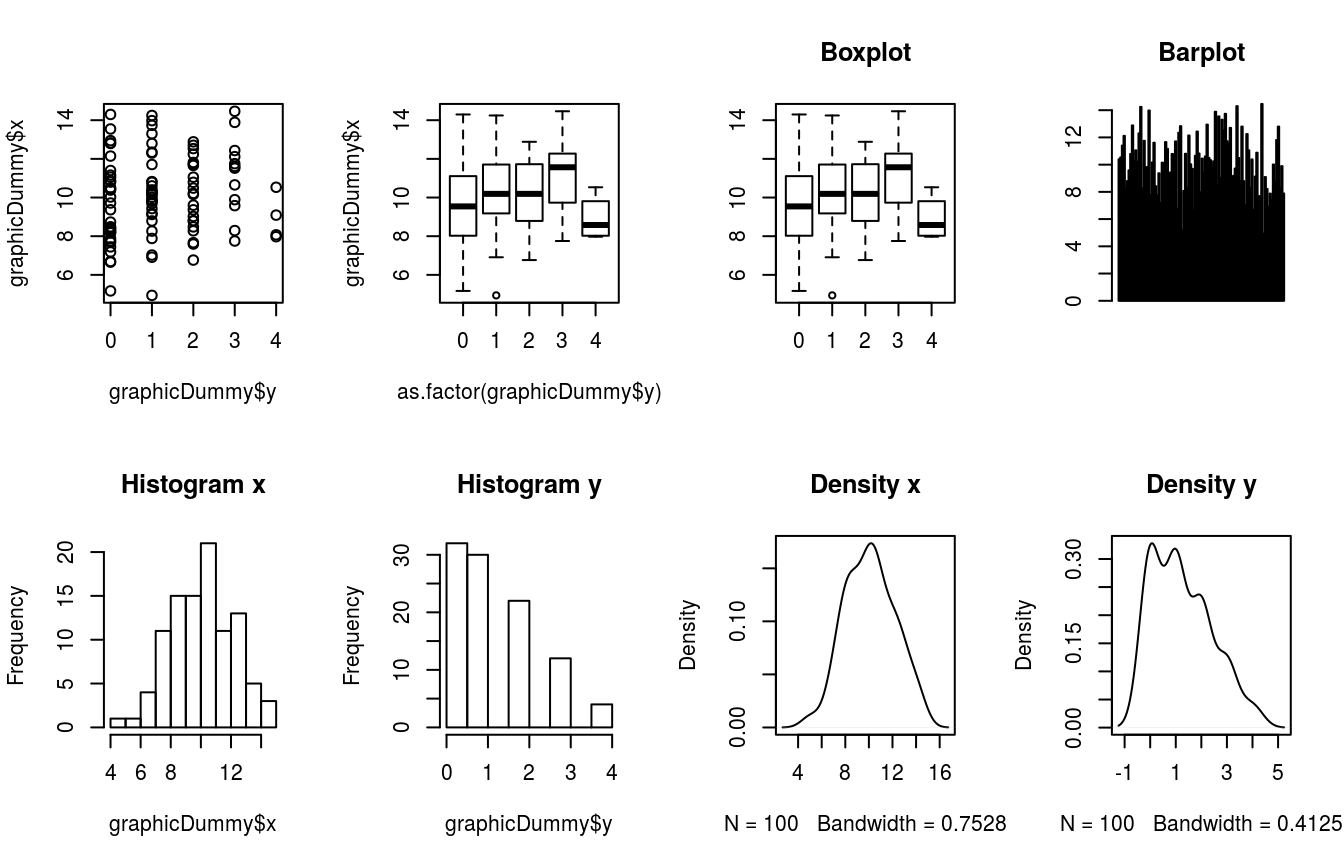 graphicDummy$x
14
10
8
6
0 1 2 3 4
graphicDummy$y
graphicDummy$x
14
10
8
6
0 1 2 3 4
as.factor(graphicDummy$y)
Boxplot
14
10
8
6
0 1 2 3 4
Barplot
12
8
4
0
Histogram x
Frequency
20
15
10
5
0
4 6 8 12
graphicDummy$x
Histogram y
Frequency
30
20
10
0
0 1 2 3 4
graphicDummy$y
Density x
Density
0.10
0.00
4 8 12 16
N = 100 Bandwidth = 0.7528
Density y
Density
0.30
0.15
0.00
-1 1 3 5
N = 100 Bandwidth = 0.4125